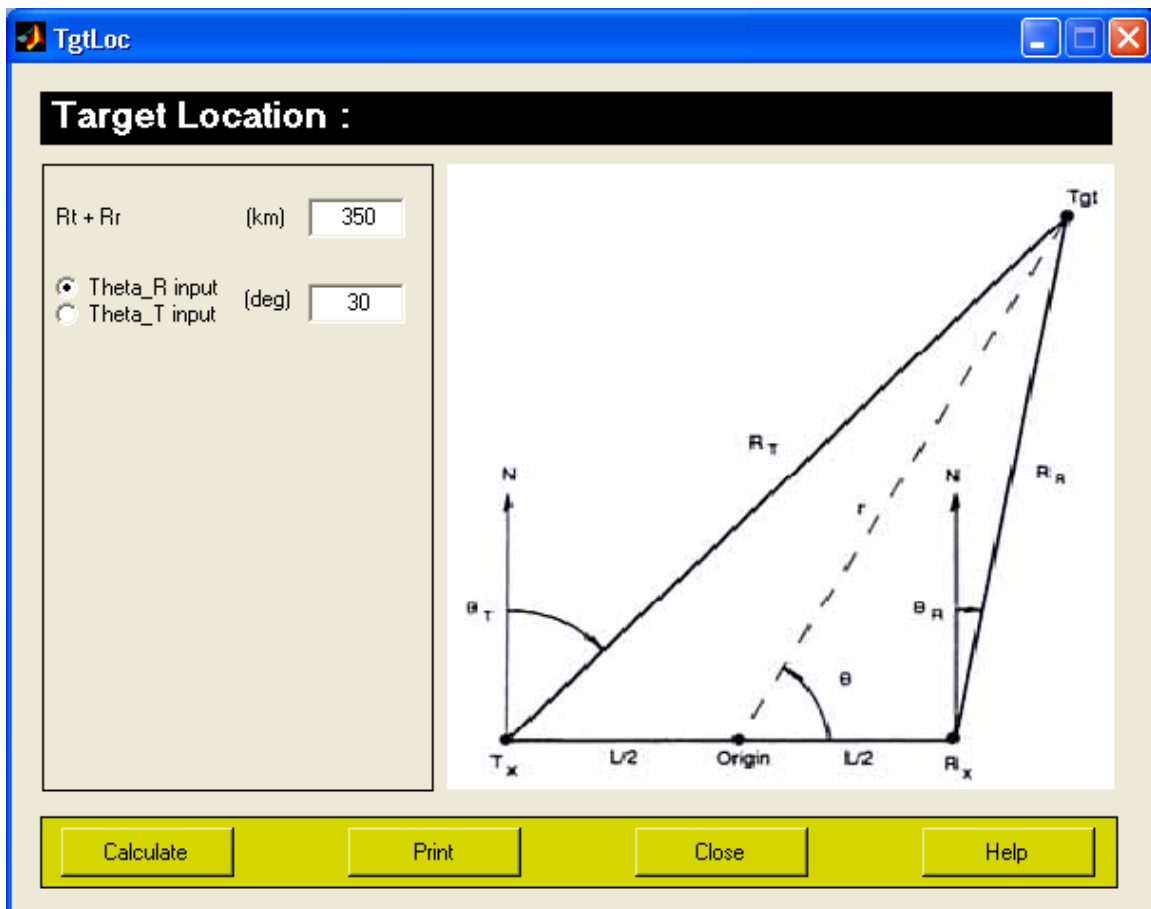 TgtLoc
Target Location :
Rt + Rr (km) 350
Theta_R input
(deg) 30
Theta_T input
Tgt
R T
R R
N
N
r
θ T
θ R
θ
T x
L/2
Origin
L/2
R x
Calculate
Print
Close
Help